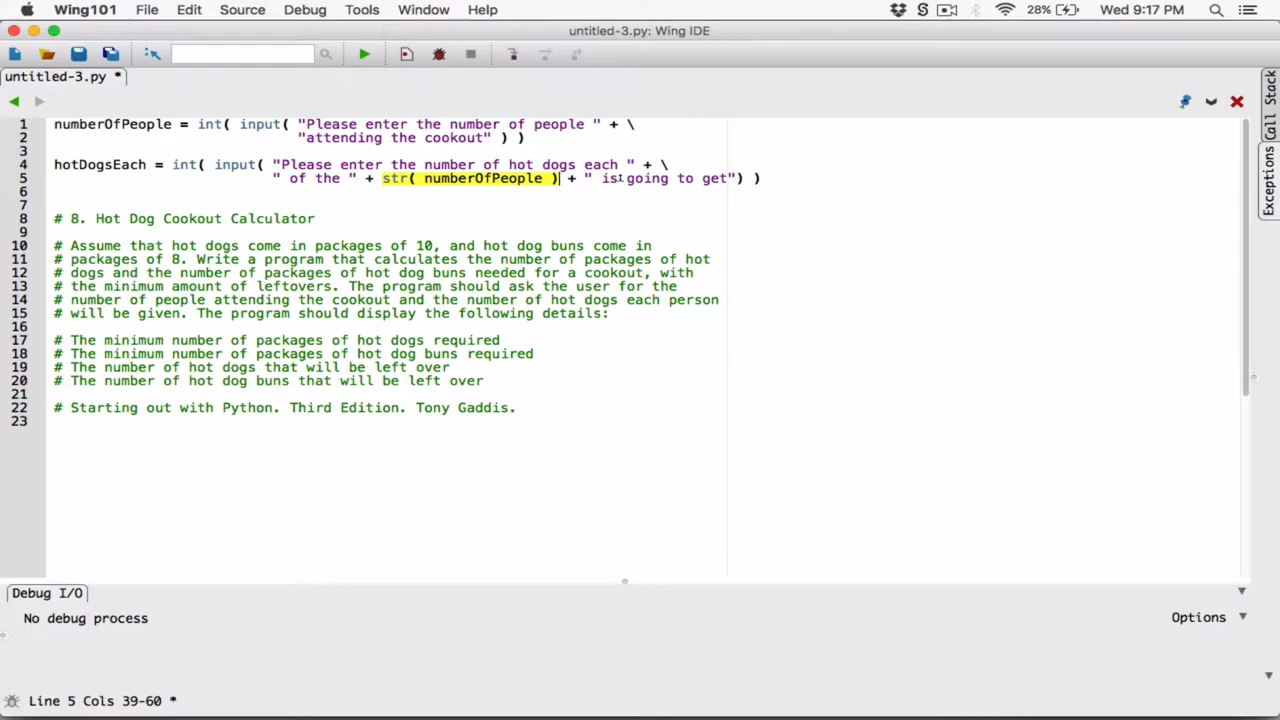 Wing101 File Edit Source Debug Tools Window Help 28% Wed 9:17 PM
untitled-3.py: Wing IDE
untitled-3.py *
Call Stack
Exceptions
1 numberOfPeople = int( input( "Please enter the number of people " + \
2 "attending the cookout" ) )
3
4 hotDogsEach = int( input( "Please enter the number of hot dogs each " + \
5 " of the " + str( numberOfPeople ) + " is going to get") )
6
7
8 # 8. Hot Dog Cookout Calculator
9
10 # Assume that hot dogs come in packages of 10, and hot dog buns come in
11 # packages of 8. Write a program that calculates the number of packages of hot
12 # dogs and the number of packages of hot dog buns needed for a cookout, with
13 # the minimum amount of leftovers. The program should ask the user for the
14 # number of people attending the cookout and the number of hot dogs each person
15 # will be given. The program should display the following details:
16
17 # The minimum number of packages of hot dogs required
18 # The minimum number of packages of hot dog buns required
19 # The number of hot dogs that will be left over
20 # The number of hot dog buns that will be left over
21
22 # Starting out with Python. Third Edition. Tony Gaddis.
23
Debug I/O
No debug process Options
Line 5 Cols 39-60 *